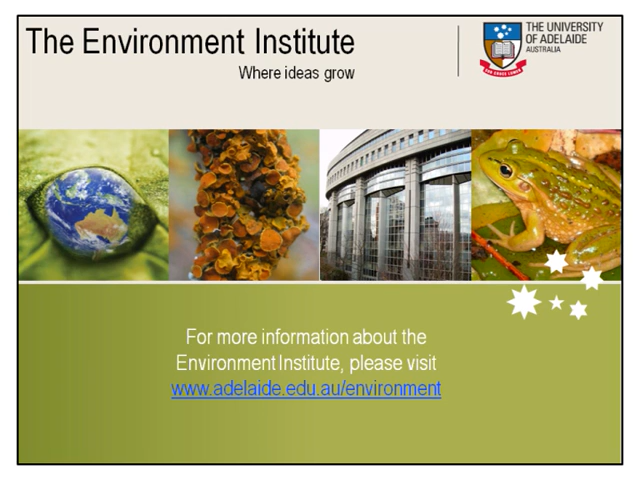 The Environment Institute
Where ideas grow
THE UNIVERSITY
OF ADELAIDE
AUSTRALIA
For more information about the
Environment Institute, please visit
www.adelaide.edu.au/environment